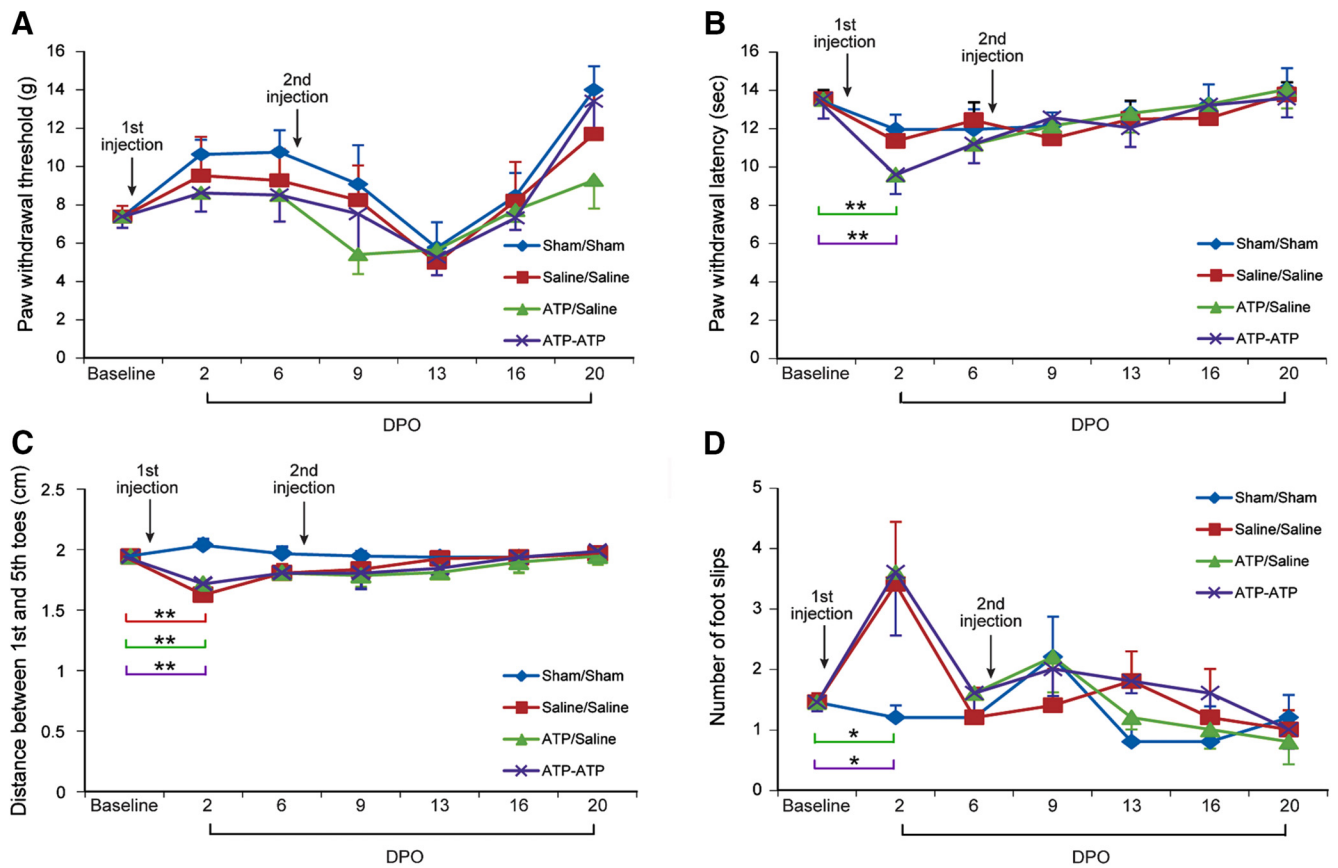 A
Paw withdrawal threshold (g)
16
14
12
10
8
6
4
2
0
1st
injection
2nd
injection
Sham/Sham
Saline/Saline
ATP/Saline
ATP-ATP
Baseline 2 6 9 13 16 20
DPO
B
Paw withdrawal latency (sec)
16
14
12
10
8
6
4
2
0
1st
injection
2nd
injection
**
**
Sham/Sham
Saline/Saline
ATP/Saline
ATP-ATP
Baseline 2 6 9 13 16 20
DPO
C
Distance between 1st and 5th toes (cm)
2.5
2
1.5
1
0.5
0
1st
injection
2nd
injection
**
**
**
Sham/Sham
Saline/Saline
ATP/Saline
ATP-ATP
Baseline 2 6 9 13 16 20
DPO
D
Number of foot slips
5
4
3
2
1
0
1st
injection
2nd
injection
*
*
Sham/Sham
Saline/Saline
ATP/Saline
ATP-ATP
Baseline 2 6 9 13 16 20
DPO